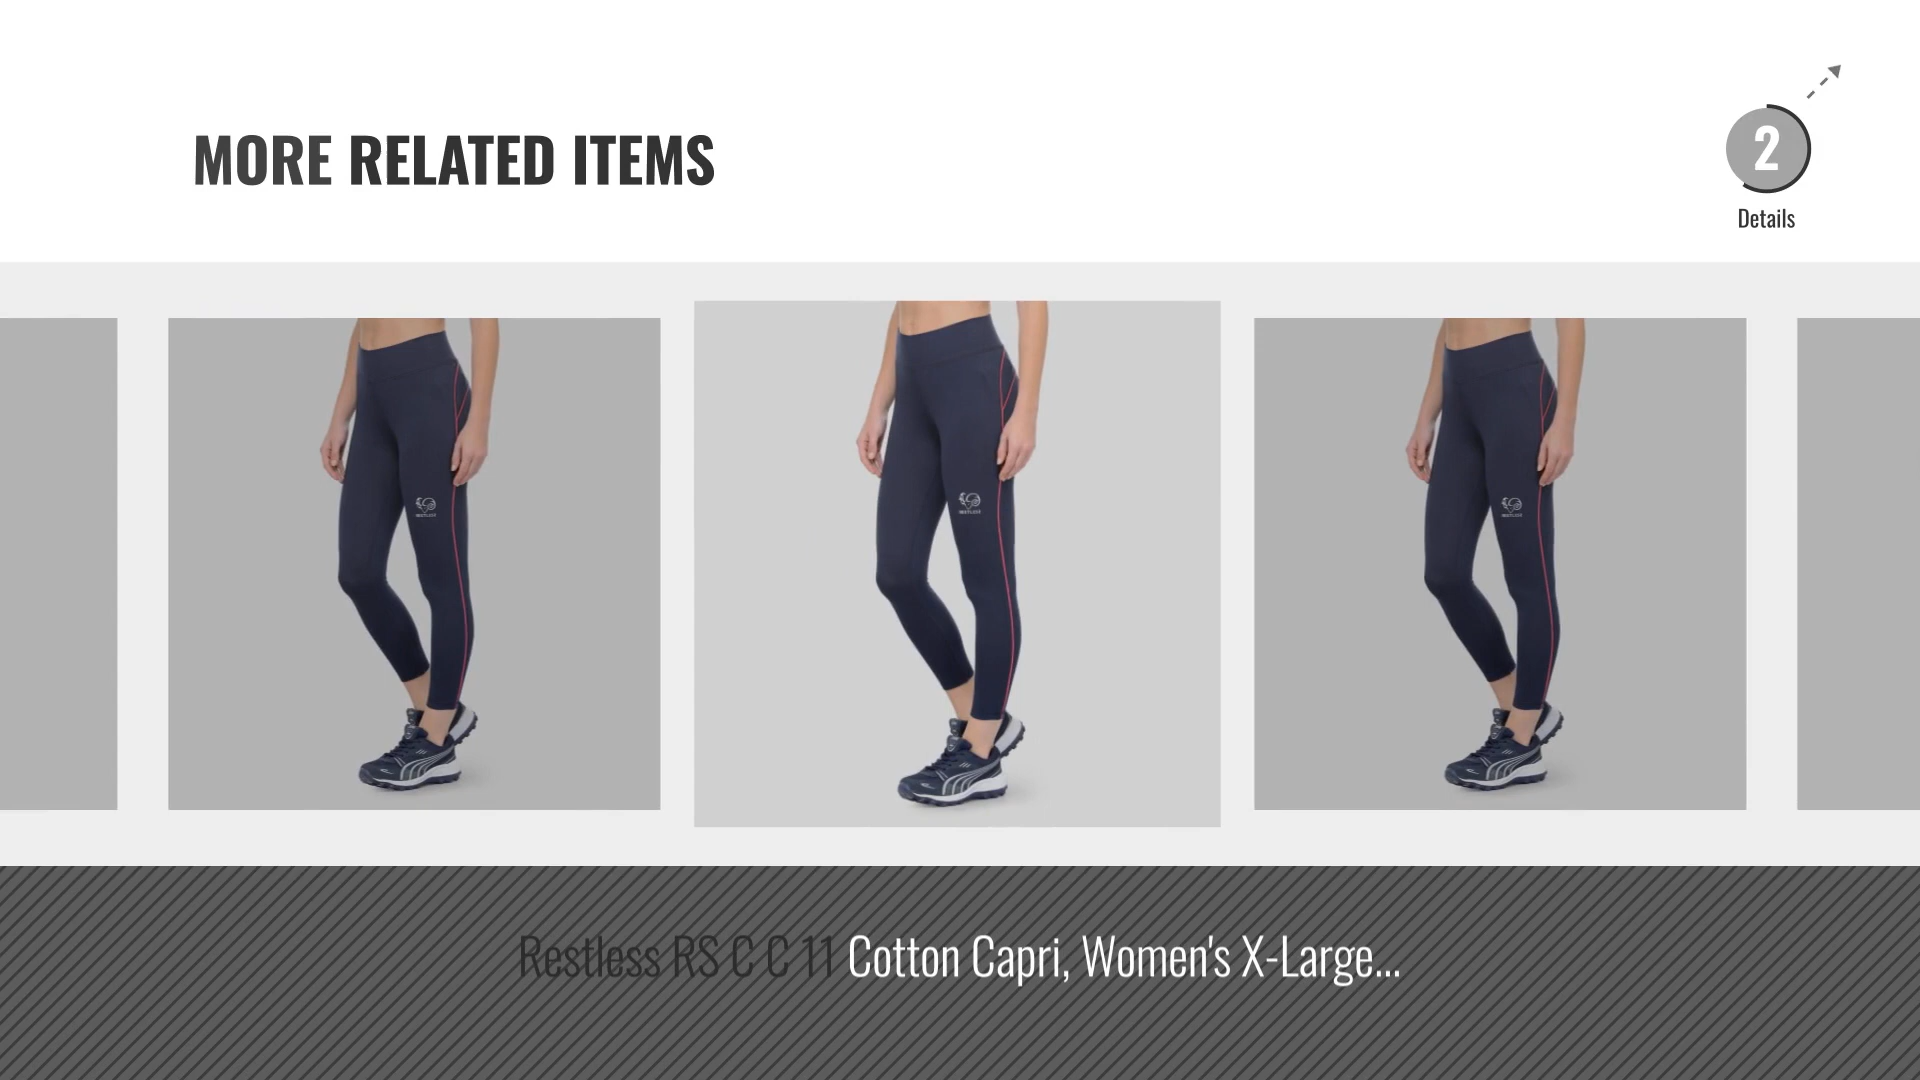 MORE RELATED ITEMS
2
Details
Restless RS C C 11 Cotton Capri, Women's X-Large...